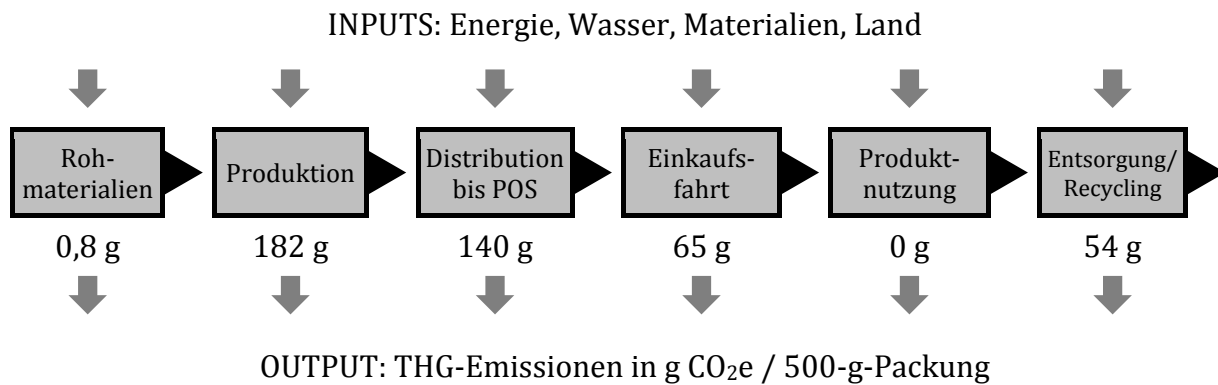 INPUTS: Energie, Wasser, Materialien, Land
Roh-
materialien
Produktion
Distribution
bis POS
Einkaufs-
fahrt
Produkt-
nutzung
Entsorgung/
Recycling
0,8 g
182 g
140 g
65 g
0 g
54 g
OUTPUT: THG-Emissionen in g CO₂e / 500-g-Packung